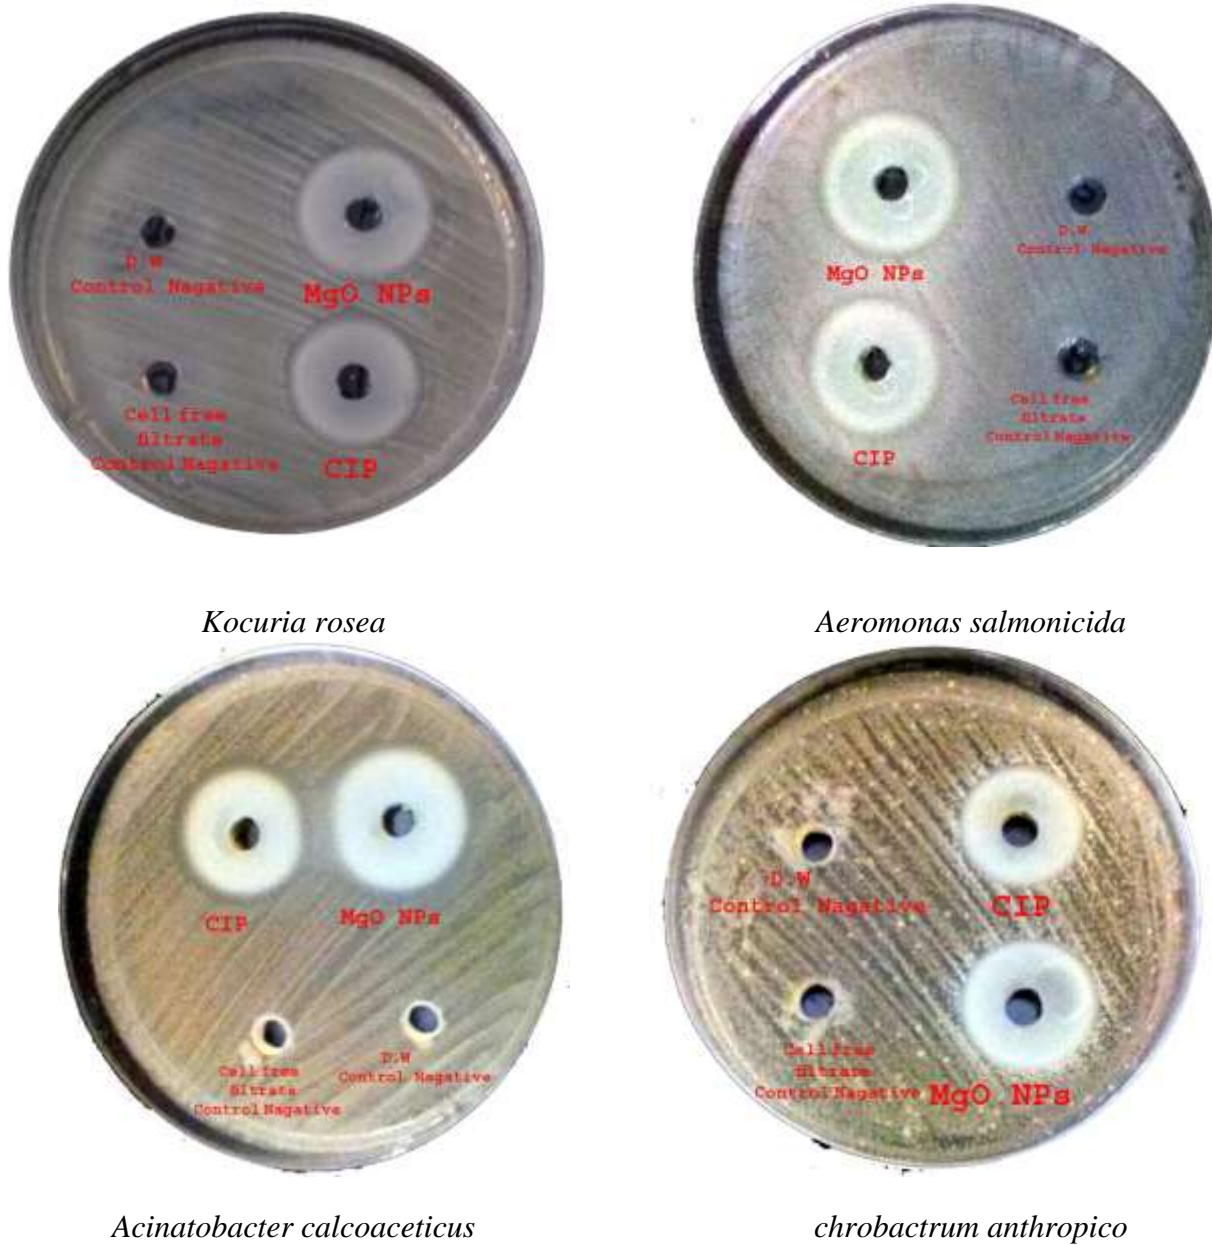 D.W
Control Nagative
MgO NPs
Cell free
filtrate
Control Nagative
CIP
MgO NPs
D.W
Control Nagative
CIP
Cell free
filtrate
Control Nagative
Kocuria rosea
Aeromonas salmonicida
CIP
MgO NPs
Cell free
filtrate
Control Nagative
D.W
Control Nagative
D.W
Control Nagative
CIP
Cell free
filtrate
Control Nagative
MgO NPs
Acinatobacter calcoaceticus
chrobactrum anthropico